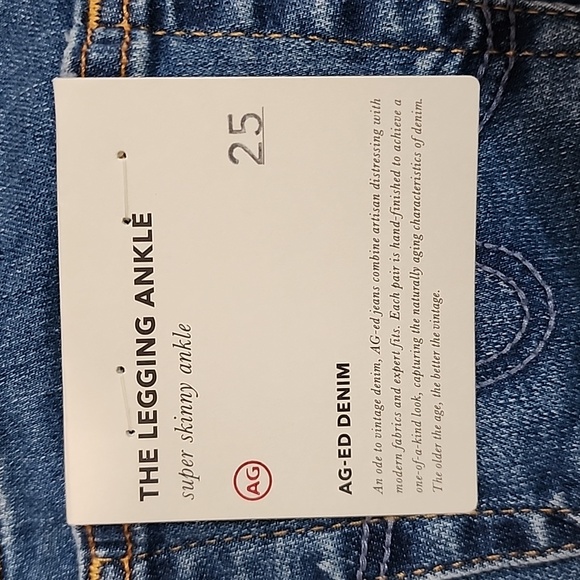 THE LEGGING ANKLE
super skinny ankle
25
AG
AG-ED DENIM
An ode to vintage denim, AG-ed jeans combine artisan distressing with
modern fabrics and expert fits. Each pair is hand-finished to achieve a
one-of-a-kind look, capturing the naturally aging characteristics of denim.
The older the age, the better the vintage.